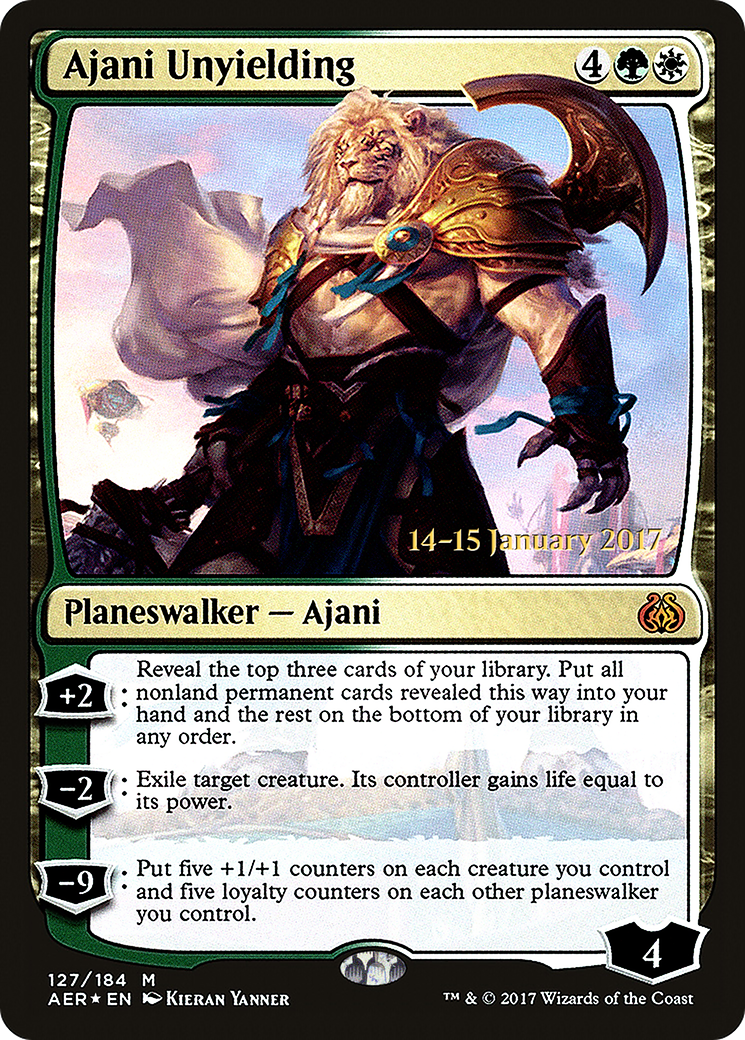 Ajani Unyielding
4
14–15 January 2017
Planeswalker — Ajani
+2
: Reveal the top three cards of your library. Put all
nonland permanent cards revealed this way into your
hand and the rest on the bottom of your library in
any order.
−2
: Exile target creature. Its controller gains life equal to
its power.
−9
: Put five +1/+1 counters on each creature you control
and five loyalty counters on each other planeswalker
you control.
4
127/184 M
AER★EN Kieran Yanner
™ & © 2017 Wizards of the Coast